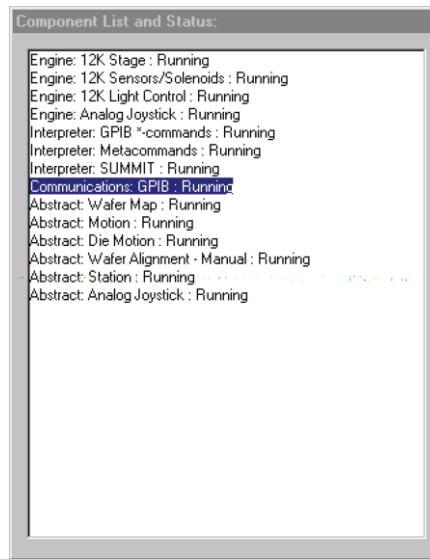 Component List and Status:
Engine: 12K Stage : Running
Engine: 12K Sensors/Solenoids : Running
Engine: 12K Light Control : Running
Engine: Analog Joystick : Running
Interpreter: GPIB *-commands : Running
Interpreter: Metacommands : Running
Interpreter: SUMMIT : Running
Communications: GPIB : Running
Abstract: Wafer Map : Running
Abstract: Motion : Running
Abstract: Die Motion : Running
Abstract: Wafer Alignment - Manual : Running
Abstract: Station : Running
Abstract: Analog Joystick : Running